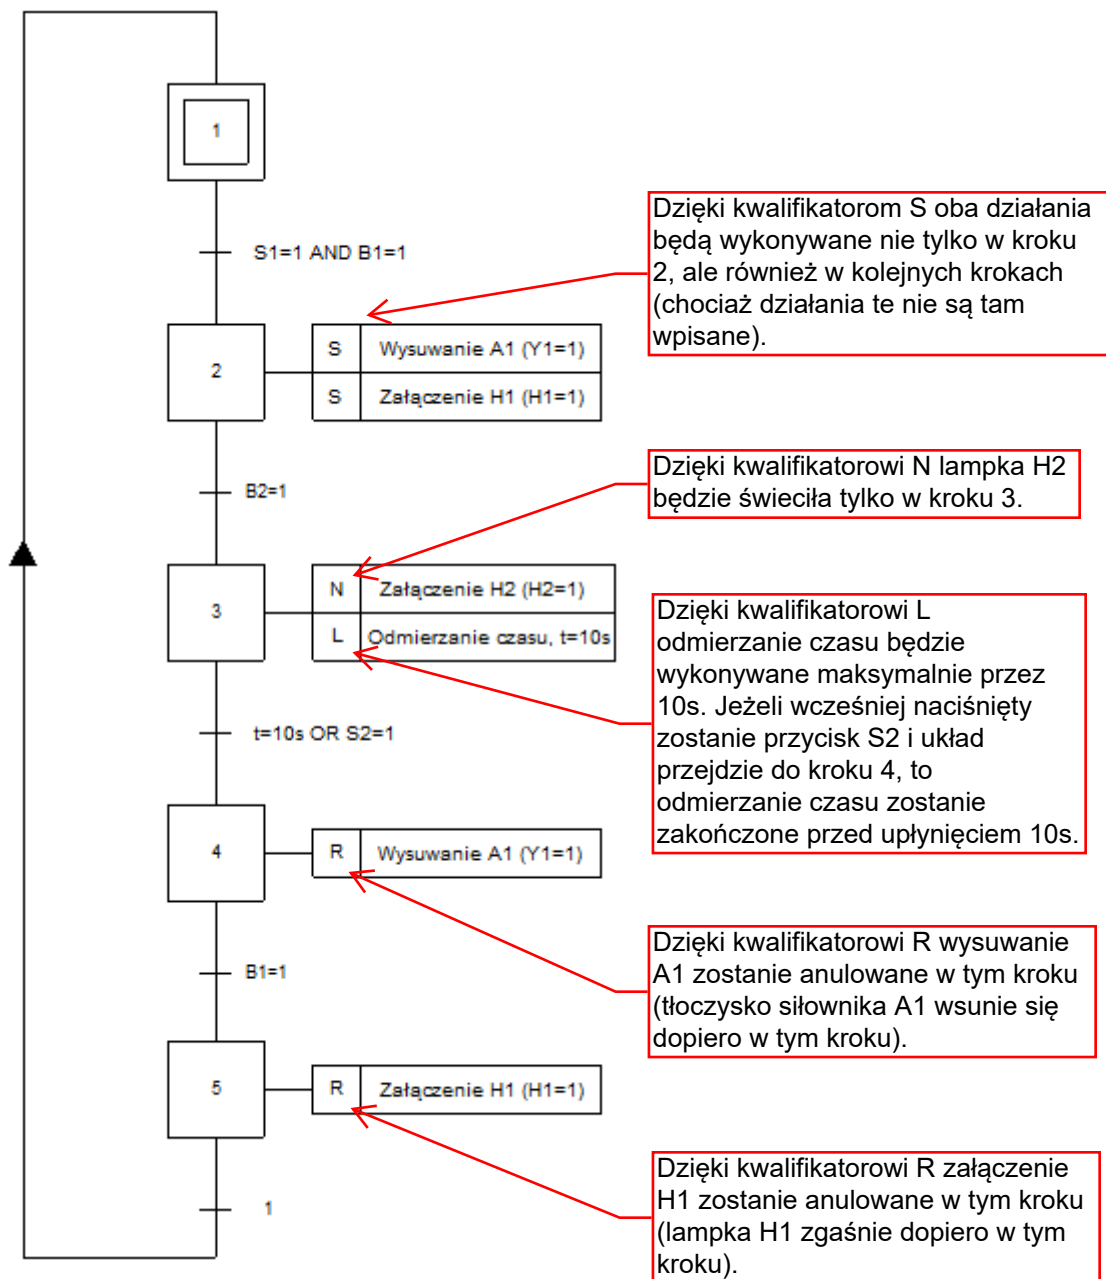 1
S1=1 AND B1=1
Dzięki kwalifikatorom S oba działania
będą wykonywane nie tylko w kroku
2, ale również w kolejnych krokach
(chociaż działania te nie są tam
wpisane).
2
S Wysuwanie A1 (Y1=1)
S Załączenie H1 (H1=1)
B2=1
Dzięki kwalifikatorowi N lampka H2
będzie świeciła tylko w kroku 3.
3
N Załączenie H2 (H2=1)
L Odmierzanie czasu, t=10s
Dzięki kwalifikatorowi L
odmierzanie czasu będzie
wykonywane maksymalnie przez
10s. Jeżeli wcześniej naciśnięty
zostanie przycisk S2 i układ
przejdzie do kroku 4, to
odmierzanie czasu zostanie
zakończone przed upłynięciem 10s.
t=10s OR S2=1
4
R Wysuwanie A1 (Y1=1)
Dzięki kwalifikatorowi R wysuwanie
A1 zostanie anulowane w tym kroku
(tłoczysko siłownika A1 wsunie się
dopiero w tym kroku).
B1=1
5
R Załączenie H1 (H1=1)
Dzięki kwalifikatorowi R załączenie
H1 zostanie anulowane w tym kroku
(lampka H1 zgaśnie dopiero w tym
kroku).
1